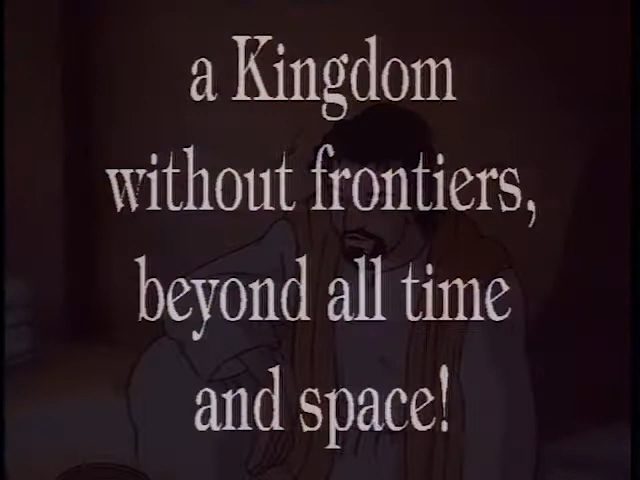 a Kingdom
without frontiers,
beyond all time
and space!